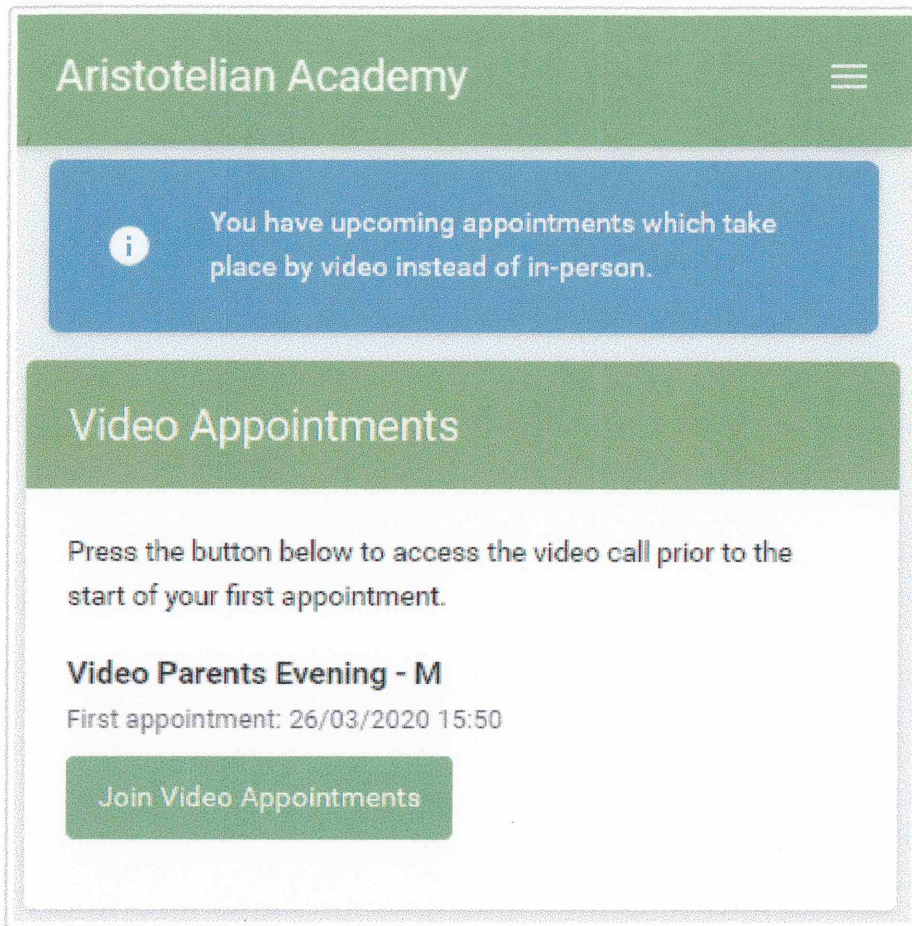 Aristotelian Academy
You have upcoming appointments which take
place by video instead of in-person.
Video Appointments
Press the button below to access the video call prior to the
start of your first appointment.
Video Parents Evening - M
First appointment: 26/03/2020 15:50
Join Video Appointments